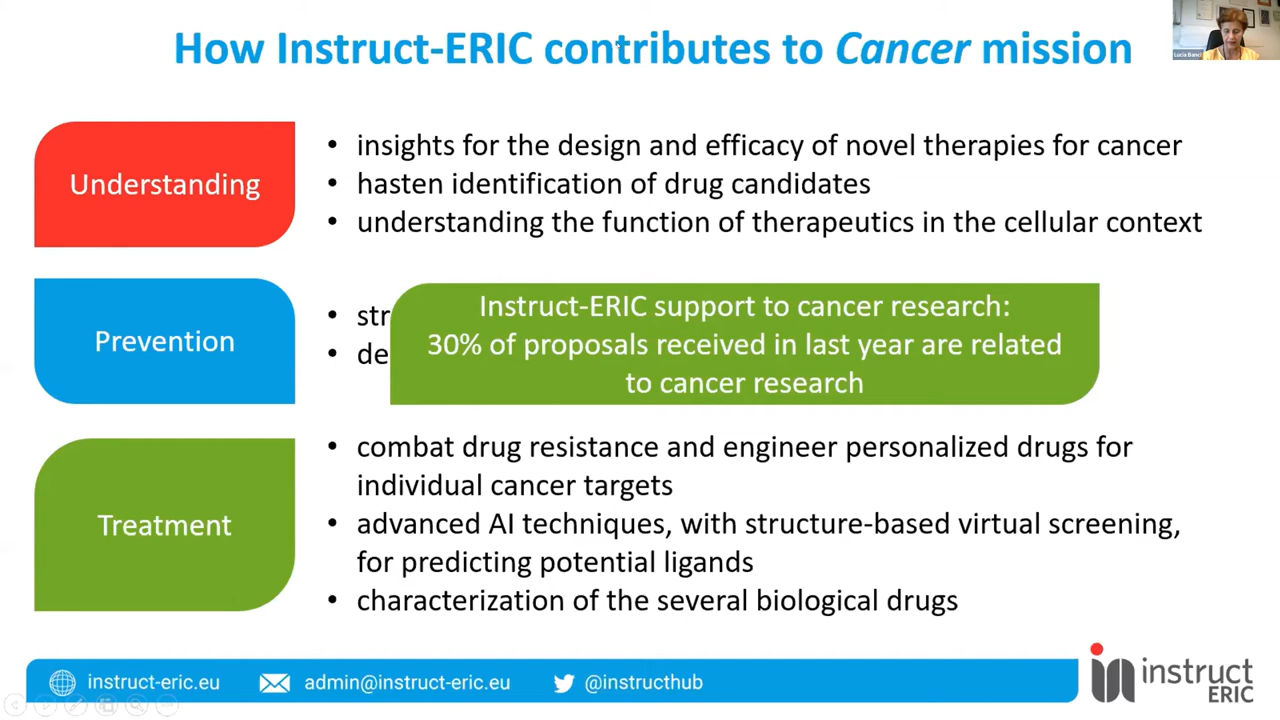 How Instruct-ERIC contributes to Cancer mission
Understanding
• insights for the design and efficacy of novel therapies for cancer
• hasten identification of drug candidates
• understanding the function of therapeutics in the cellular context
Prevention
• str
• de
Instruct-ERIC support to cancer research:
30% of proposals received in last year are related
to cancer research
Treatment
• combat drug resistance and engineer personalized drugs for
individual cancer targets
• advanced AI techniques, with structure-based virtual screening,
for predicting potential ligands
• characterization of the several biological drugs
instruct-eric.eu
admin@instruct-eric.eu
@instructhub
instruct
ERIC
Lucia Banci